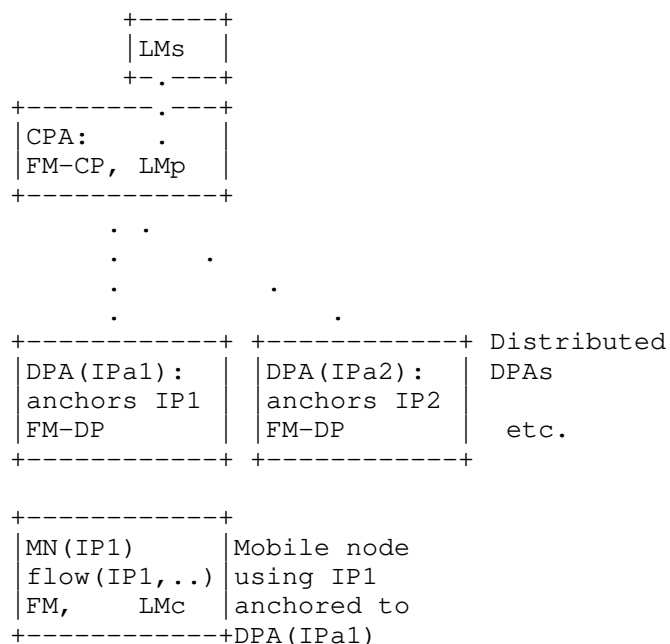 LMs
CPA:
FM-CP, LMp
DPA(IPa1): DPA(IPa2): Distributed
anchors IP1 anchors IP2 DPAs
FM-DP FM-DP etc.
MN(IP1) Mobile node
flow(IP1,..) using IP1
FM, LMc anchored to
DPA(IPa1)